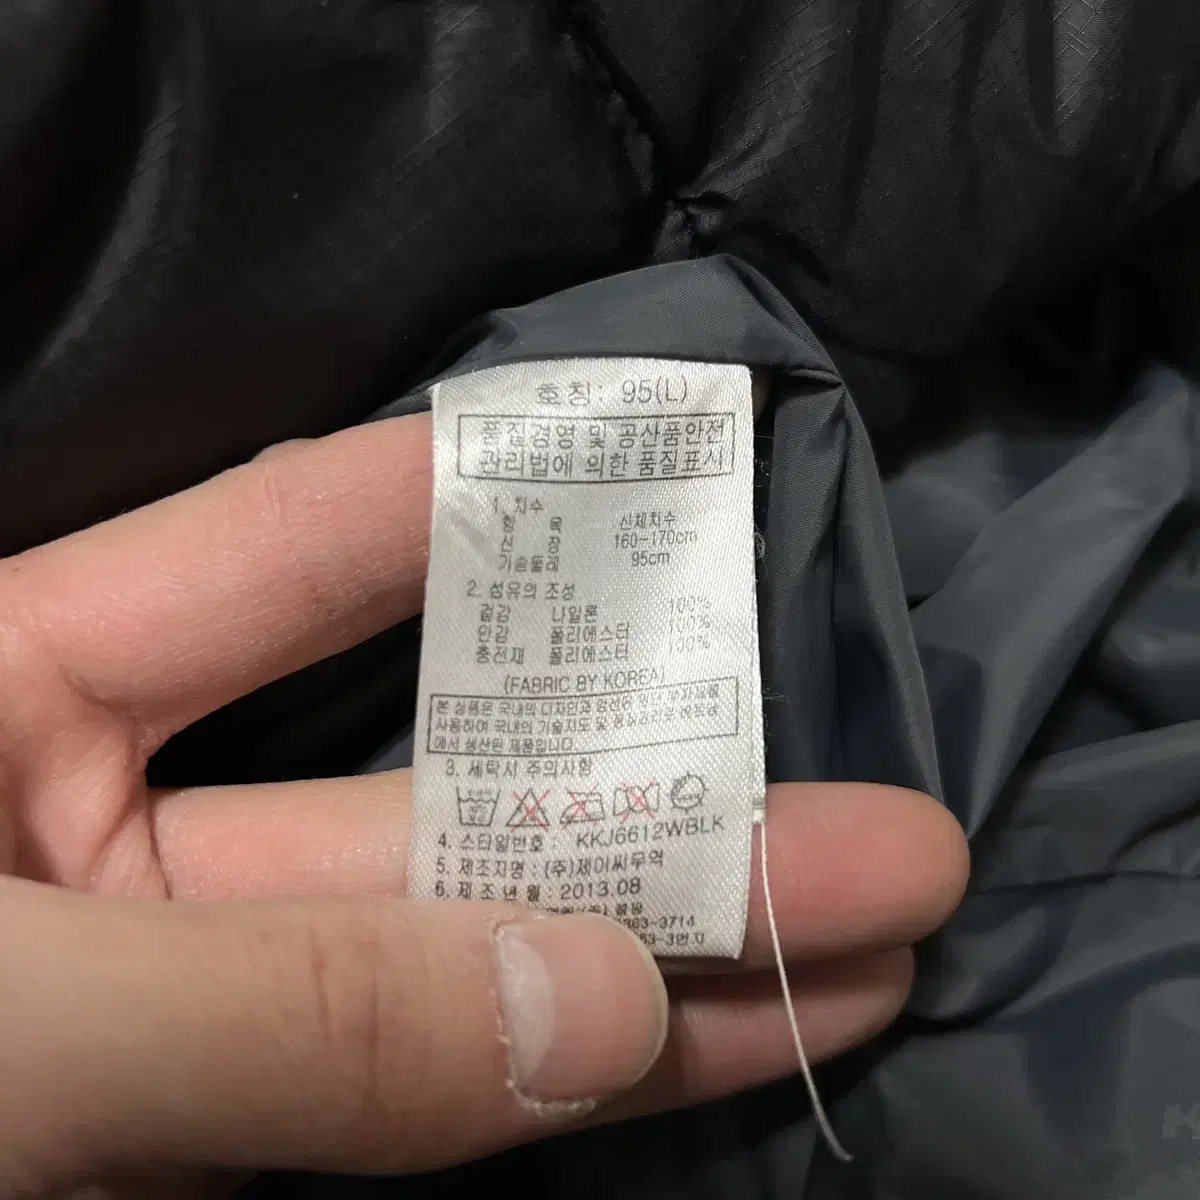 호칭: 95(L)
품질경영 및 공산품안전
관리법에 의한 품질표시
1. 치수
항 목 신체치수
신 장 160-170cm
가슴둘레 95cm
2. 섬유의 조성
겉감 나일론 100%
안감 폴리에스터 100%
충전재 폴리에스터 100%
(FABRIC BY KOREA)
본 상품은 국내의 디자인과
사용하여 국내의 기술지도 및
에서 생산된 제품입니다.
3. 세탁시 주의사항
4. 스타일번호 : KKJ6612WBLK
5. 제조자명 : (주)제이씨무역
6. 제조년월 : 2013.08
363-3714
63-3번지